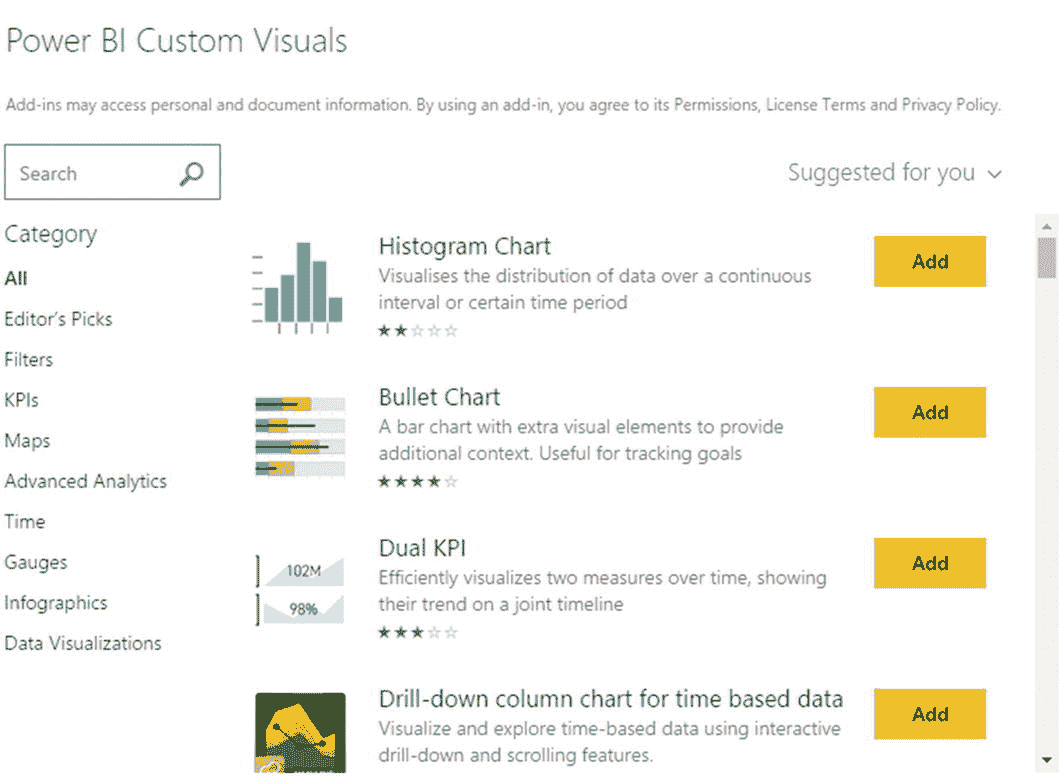 Power BI Custom Visuals
Add-ins may access personal and document information. By using an add-in, you agree to its Permissions, License Terms and Privacy Policy.
Search
Suggested for you
Category
All
Editor's Picks
Filters
KPIs
Maps
Advanced Analytics
Time
Gauges
Infographics
Data Visualizations
Histogram Chart
Visualises the distribution of data over a continuous
interval or certain time period
Add
Bullet Chart
A bar chart with extra visual elements to provide
additional context. Useful for tracking goals
Add
102M
98%
Dual KPI
Efficiently visualizes two measures over time, showing
their trend on a joint timeline
Add
Drill-down column chart for time based data
Visualize and explore time-based data using interactive
drill-down and scrolling features.
Add